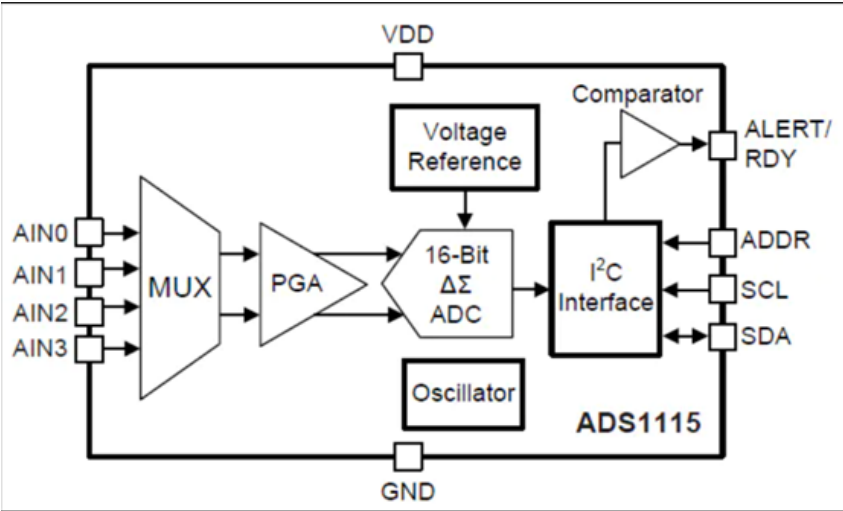 VDD
Comparator
Voltage
Reference
ALERT/
RDY
AIN0
AIN1
AIN2
AIN3
MUX
PGA
16-Bit
ΔΣ
ADC
I²C
Interface
ADDR
SCL
SDA
Oscillator
ADS1115
GND